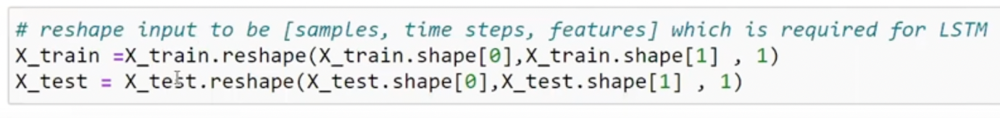 # reshape input to be [samples, time steps, features] which is required for LSTM
X_train =X_train.reshape(X_train.shape[0],X_train.shape[1] , 1)
X_test = X_test.reshape(X_test.shape[0],X_test.shape[1] , 1)